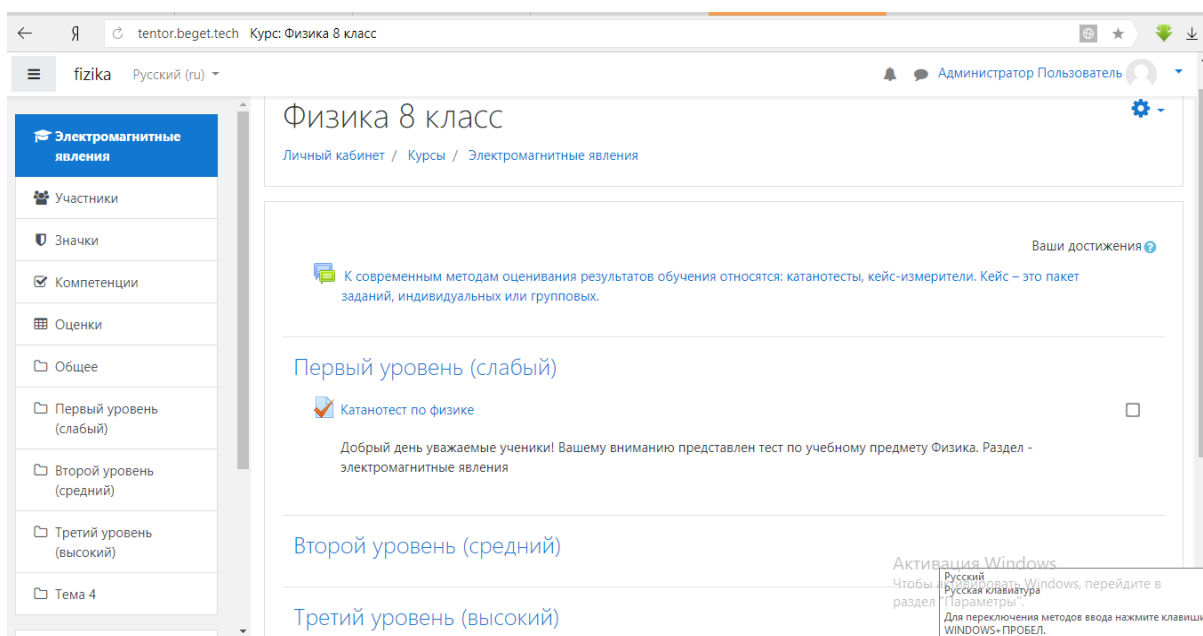 tentor.beget.tech Курс: Физика 8 класс
fizika Русский (ru)
Администратор Пользователь
Электромагнитные
явления
Участники
Значки
Компетенции
Оценки
Общее
Первый уровень
(слабый)
Второй уровень
(средний)
Третий уровень
(высокий)
Тема 4
Физика 8 класс
Личный кабинет / Курсы / Электромагнитные явления
Ваши достижения
К современным методам оценивания результатов обучения относятся: катанотесты, кейс-измерители. Кейс – это пакет
заданий, индивидуальных или групповых.
Первый уровень (слабый)
Катанотест по физике
Добрый день уважаемые ученики! Вашему вниманию представлен тест по учебному предмету Физика. Раздел -
электромагнитные явления
Второй уровень (средний)
Третий уровень (высокий)
Активация Windows
Чтобы активировать Windows, перейдите в
раздел "Параметры".
Русский
Русская клавиатура
Для переключения методов ввода нажмите клавиш
WINDOWS+ПРОБЕЛ.